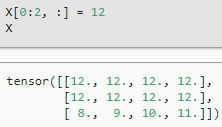 X[0:2, :] = 12
X
tensor([[12., 12., 12., 12.],
        [12., 12., 12., 12.],
        [ 8.,  9., 10., 11.]])